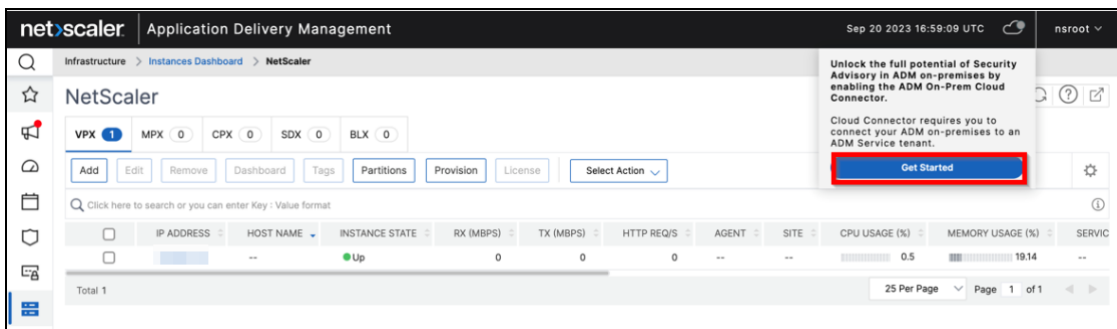 net>scaler. Application Delivery Management Sep 20 2023 16:59:09 UTC nsroot
Infrastructure > Instances Dashboard > NetScaler
Unlock the full potential of Security
Advisory in ADM on-premises by
enabling the ADM On-Prem Cloud
Connector.
Cloud Connector requires you to
connect your ADM on-premises to an
ADM Service tenant.
Get Started
NetScaler
VPX 1 MPX 0 CPX 0 SDX 0 BLX 0
Add Edit Remove Dashboard Tags Partitions Provision License Select Action
Click here to search or you can enter Key : Value format
IP ADDRESS HOST NAME INSTANCE STATE RX (MBPS) TX (MBPS) HTTP REQ/S AGENT SITE CPU USAGE (%) MEMORY USAGE (%) SERVIC
-- Up 0 0 0 -- -- 0.5 19.14 --
Total 1 25 Per Page Page 1 of 1